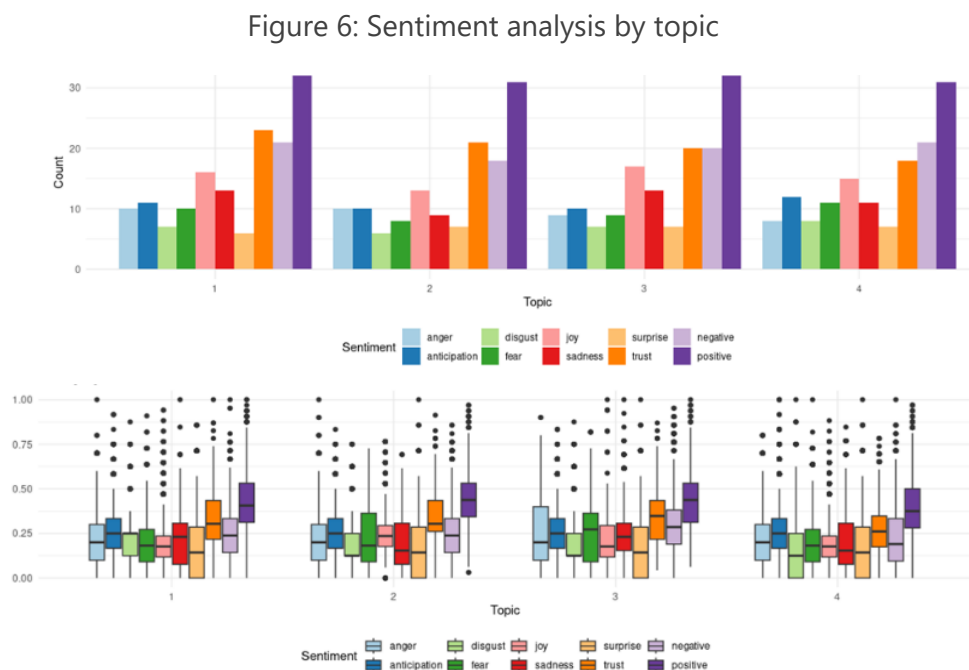 Figure 6: Sentiment analysis by topic
30
20
10
0
Count
1 2 3 4
Topic
Sentiment
anger disgust joy surprise negative
anticipation fear sadness trust positive
1.00
0.75
0.50
0.25
0.00
1 2 3 4
Topic
Sentiment
anger disgust joy surprise negative
anticipation fear sadness trust positive